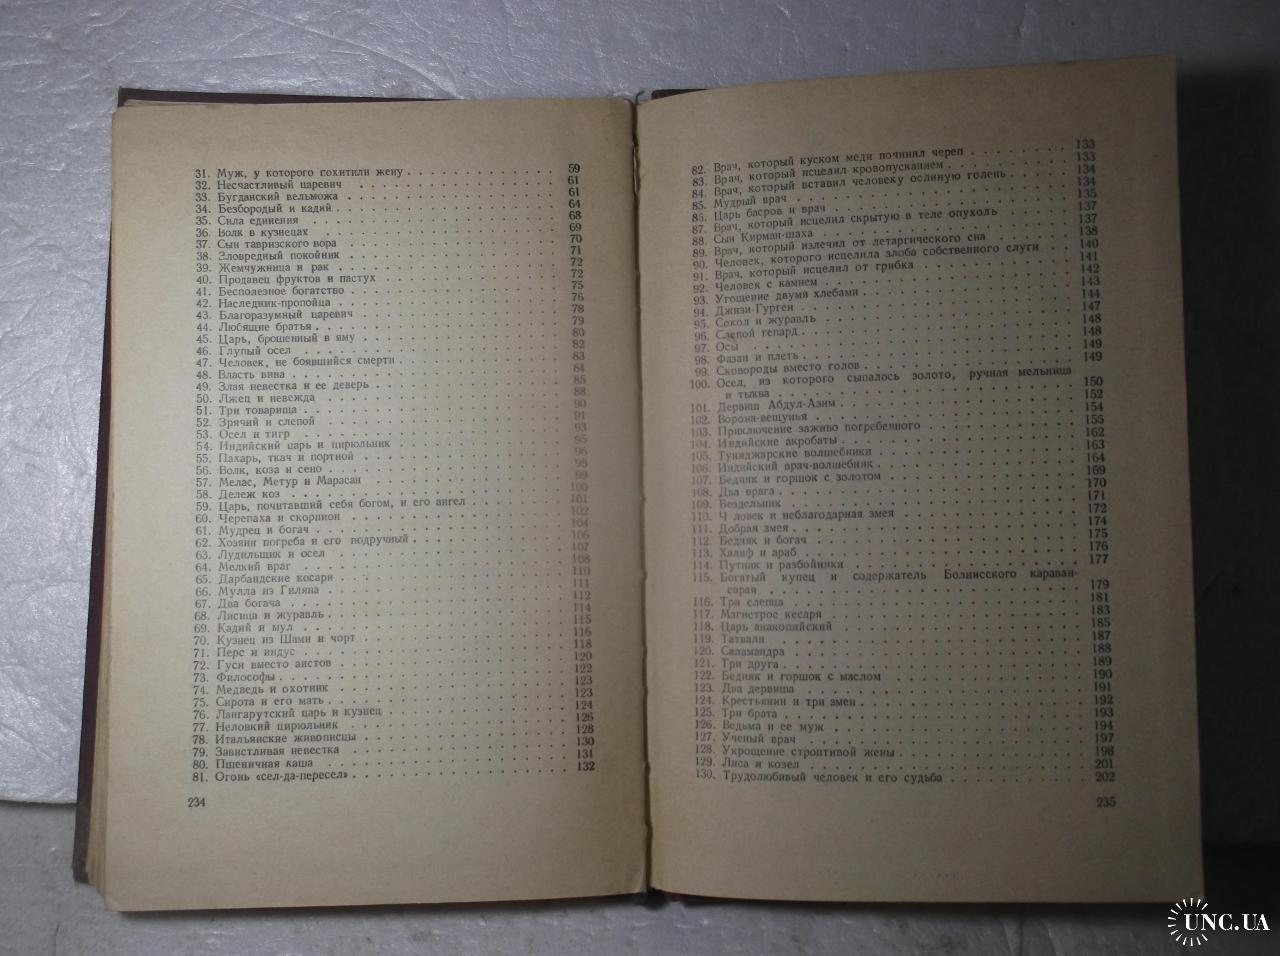 31. Муж, у которого похитили жену . . . . . . . . 59
32. Несчастливый царевич . . . . . . . . 61
33. Бугданский вельможа . . . . . . . . 61
34. Безбородый и кадий . . . . . . . . 64
35. Сила единения . . . . . . . . 68
36. Волк в кузнецах . . . . . . . . 69
37. Сын тавризского вора . . . . . . . . 70
38. Зловредный покойник . . . . . . . . 71
39. Жемчужница и рак . . . . . . . . 72
40. Продавец фруктов и пастух . . . . . . . . 72
41. Бесполезное богатство . . . . . . . . 75
42. Наследник-пропойца . . . . . . . . 76
43. Благоразумный царевич . . . . . . . . 78
44. Любящие братья . . . . . . . . 79
45. Царь, брошенный в яму . . . . . . . . 80
46. Глупый осел . . . . . . . . 82
47. Человек, не боявшийся смерти . . . . . . . . 83
48. Власть вина . . . . . . . . 84
49. Злая невестка и ее деверь . . . . . . . . 85
50. Лжец и невежда . . . . . . . . 88
51. Три товарища . . . . . . . . 90
52. Зрячий и слепой . . . . . . . . 91
53. Осел и тигр . . . . . . . . 93
54. Индийский царь и цирюльник . . . . . . . . 95
55. Пахарь, ткач и портной . . . . . . . . 96
56. Волк, коза и сено . . . . . . . . 98
57. Мелас, Метур и Марасан . . . . . . . . 99
58. Дележ коз . . . . . . . . 100
59. Царь, почитавший себя богом, и его ангел . . . . . . . . 101
60. Черепаха и скорпион . . . . . . . . 102
61. Мудрец и богач . . . . . . . . 104
62. Хозяин погреба и его подручный . . . . . . . . 106
63. Лудильщик и осел . . . . . . . . 107
64. Мелкий враг . . . . . . . . 108
65. Дарбандские косари . . . . . . . . 110
66. Мулла из Гиляна . . . . . . . . 111
67. Два богача . . . . . . . . 112
68. Лисица и журавль . . . . . . . . 114
69. Кадий и мул . . . . . . . . 115
70. Кузнец из Шами и чорт . . . . . . . . 116
71. Перс и индус . . . . . . . . 118
72. Гуси вместо аистов . . . . . . . . 120
73. Философы . . . . . . . . 122
74. Медведь и охотник . . . . . . . . 123
75. Сирота и его мать . . . . . . . . 123
76. Лангарутский царь и кузнец . . . . . . . . 124
77. Неловкий цирюльник . . . . . . . . 126
78. Итальянские живописцы . . . . . . . . 128
79. Завистливая невестка . . . . . . . . 130
80. Пшеничная каша . . . . . . . . 131
81. Огонь «сел-да-пересел» . . . . . . . . 132
234
82. Врач, который куском меди починил череп . . . . . . . . 133
83. Врач, который исцелил кровопусканием . . . . . . . . 133
84. Врач, который вставил человеку ослиную голень . . . . . . . . 134
85. Мудрый врач . . . . . . . . 134
86. Царь басров и врач . . . . . . . . 135
87. Врач, который исцелил скрытую в теле опухоль . . . . . . . . 137
88. Сын Кирман-шаха . . . . . . . . 137
89. Врач, который излечил от летаргического сна . . . . . . . . 138
90. Человек, которого исцелила злоба собственного слуги . . 140
91. Врач, который исцелил от грибка . . . . . . . . 141
92. Человек с камнем . . . . . . . . 142
93. Угощение двумя хлебами . . . . . . . . 143
94. Джизи-Гурген . . . . . . . . 144
95. Сокол и журавль . . . . . . . . 147
96. Слепой гепард . . . . . . . . 148
97. Осы . . . . . . . . 148
98. Фазан и плеть . . . . . . . . 149
99. Сковороды вместо голов . . . . . . . . 149
100. Осел, из которого сыпалось золото, ручная мельница
и тыква . . . . . . . . 150
101. Дервиш Абдул-Азим . . . . . . . . 152
102. Ворона-вещунья . . . . . . . . 154
103. Приключение заживо погребенного . . . . . . . . 156
104. Индийские акробаты . . . . . . . . 162
105. Туниджарские волшебники . . . . . . . . 163
106. Индийский врач-волшебник . . . . . . . . 164
107. Бедняк и горшок с золотом . . . . . . . . 169
108. Два врага . . . . . . . . 170
109. Бездельник . . . . . . . . 171
110. Ч ловек и неблагодарная змея . . . . . . . . 172
111. Добрая змея . . . . . . . . 174
112. Бедняк и богач . . . . . . . . 175
113. Халиф и араб . . . . . . . . 176
114. Путник и разбойники . . . . . . . . 177
115. Богатый купец и содержатель Болнисского караван-
сарая . . . . . . . . 179
116. Три слепца . . . . . . . . 181
117. Магистрос кесаря . . . . . . . . 183
118. Царь анакопийский . . . . . . . . 185
119. Татвали . . . . . . . . 187
120. Саламандра . . . . . . . . 188
121. Три друга . . . . . . . . 189
122. Бедняк и горшок с маслом . . . . . . . . 190
123. Два дервиша . . . . . . . . 191
124. Крестьянин и три змеи . . . . . . . . 192
125. Три брата . . . . . . . . 193
126. Ведьма и ее муж . . . . . . . . 194
127. Ученый врач . . . . . . . . 197
128. Укрощение строптивой жены . . . . . . . . 198
129. Лиса и козел . . . . . . . . 201
130. Трудолюбивый человек и его судьба . . . . . . . . 202
235
UNC.UA